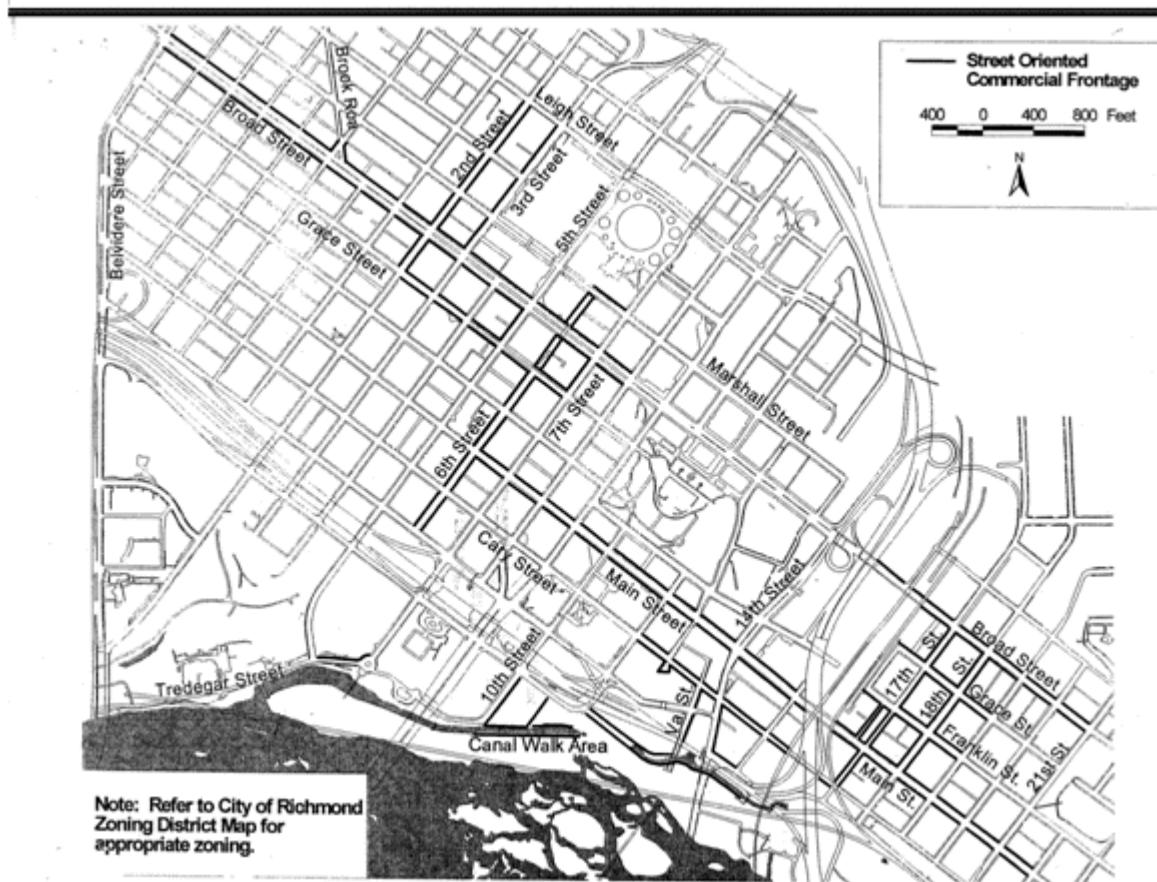 Street Oriented
Commercial Frontage
400 0 400 800 Feet
N
Brook Roa
Broad Street
2nd Street
Leigh Street
3rd Street
5th Street
Belvidere Street
Grace Street
Marshall Street
7th Street
6th Street
Cary Street
Main Street
14th Street
10th Street
Va. St.
Tredegar Street
Canal Walk Area
Broad Street
17th St.
18th St.
Grace St.
Franklin St.
21st St.
Main St.
Note: Refer to City of Richmond
Zoning District Map for
appropriate zoning.